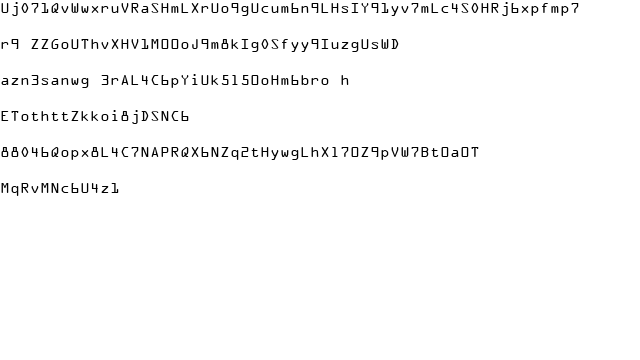 Uj071QvWwxruVRaSHmLXrUo9gUcum6n9LHsIY91yv7mLc4S0HRj6xpfmp7
r9 ZZGoUThvXHV1MOOoJ9m8kIg0Sfyy9IuzgUsWD
azn3sanwg 3rAL4C6pYiUk515OoHm6bro h
ETothttZkkoi8jDSNC6
88046Qopx8L4C7NAPRQX6NZq2tHywgLhX17OZ9pVW7BtOaOT
MqRvMNc6U4z1